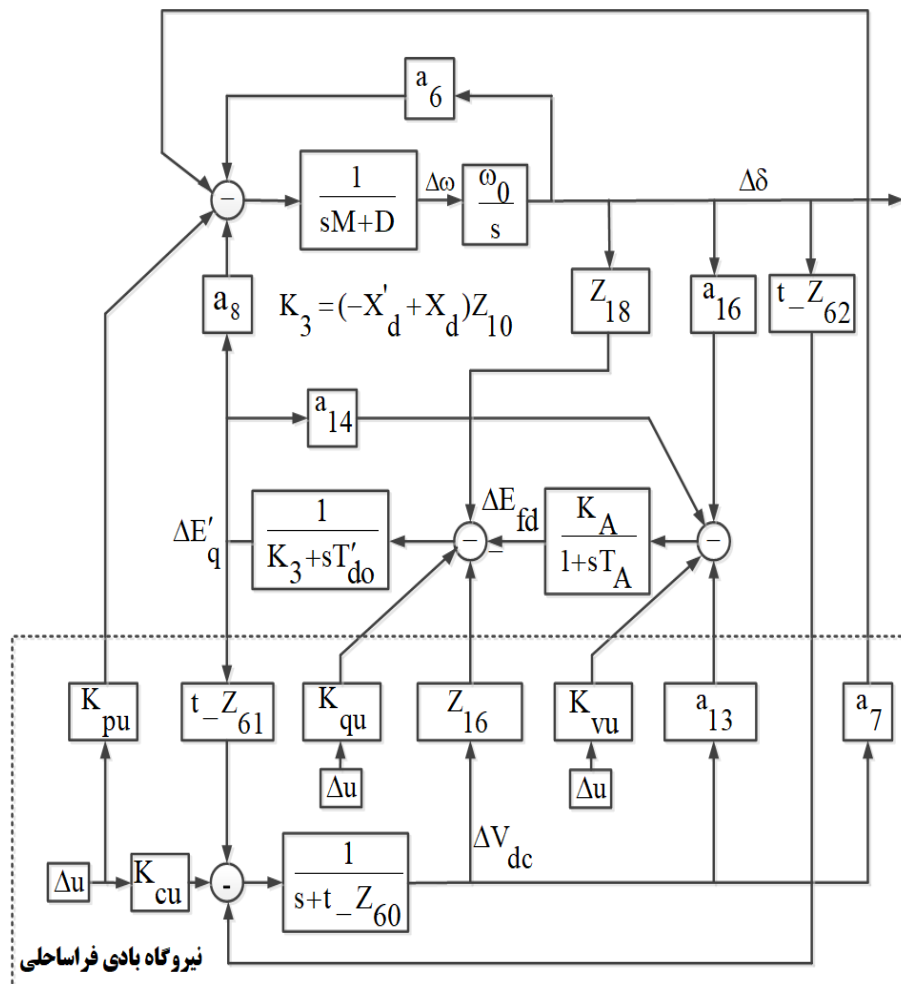 a6
−
1
sM+D
Δω
ω0
s
Δδ
a8
K3=(−X'd+Xd)Z10
Z18
a16
t_Z62
a14
ΔE'q
1
K3+sT'do
−
−
ΔEfd
KA
1+sTA
−
Kpu
t_Z61
Kqu
Z16
Kvu
a13
a7
Δu
Δu
ΔVdc
Δu
Kcu
-
1
s+t_Z60
نیروگاه بادی فراساحلی